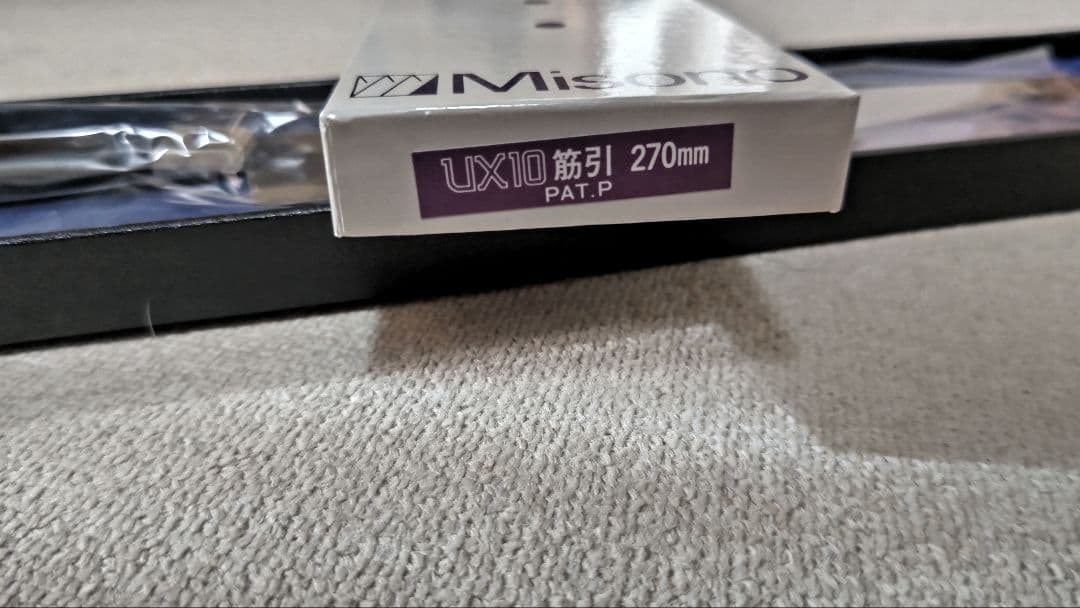 Misono
UX10 筋引 270mm
PAT.P